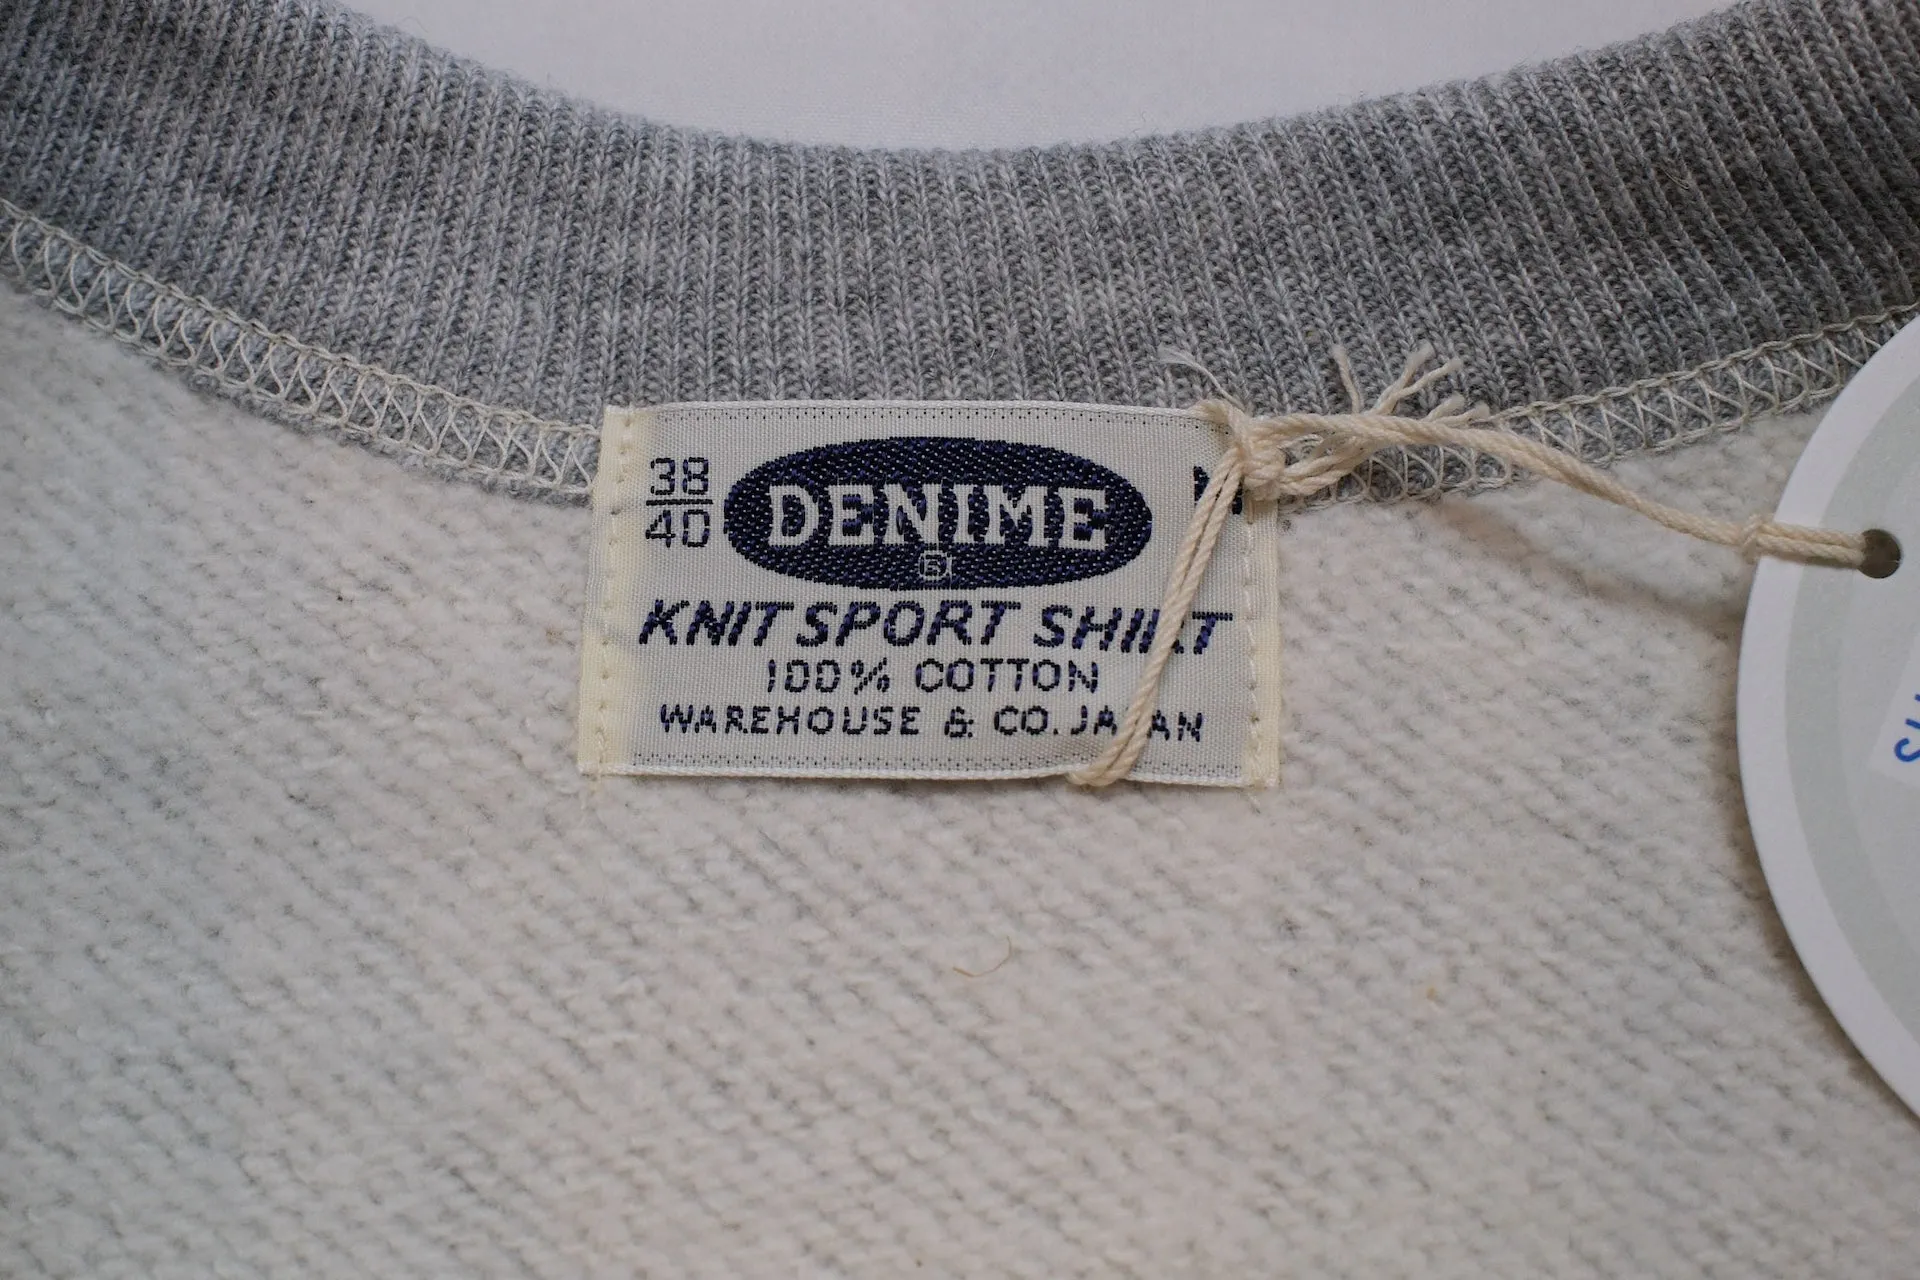 38
40
DENIME
KNIT SPORT SHIRT
100% COTTON
WAREHOUSE & CO. JAPAN